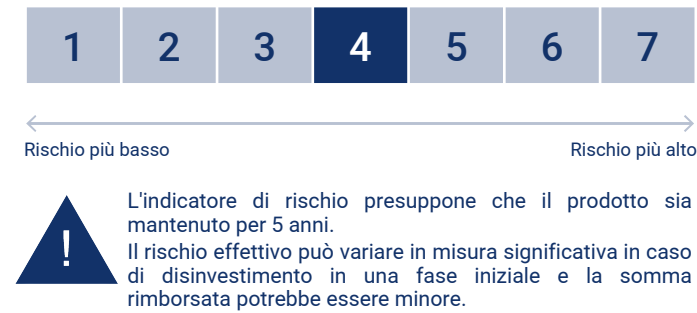 1 2 3 4 5 6 7
Rischio più basso Rischio più alto
!
L'indicatore di rischio presuppone che il prodotto sia
mantenuto per 5 anni.
Il rischio effettivo può variare in misura significativa in caso
di disinvestimento in una fase iniziale e la somma
rimborsata potrebbe essere minore.